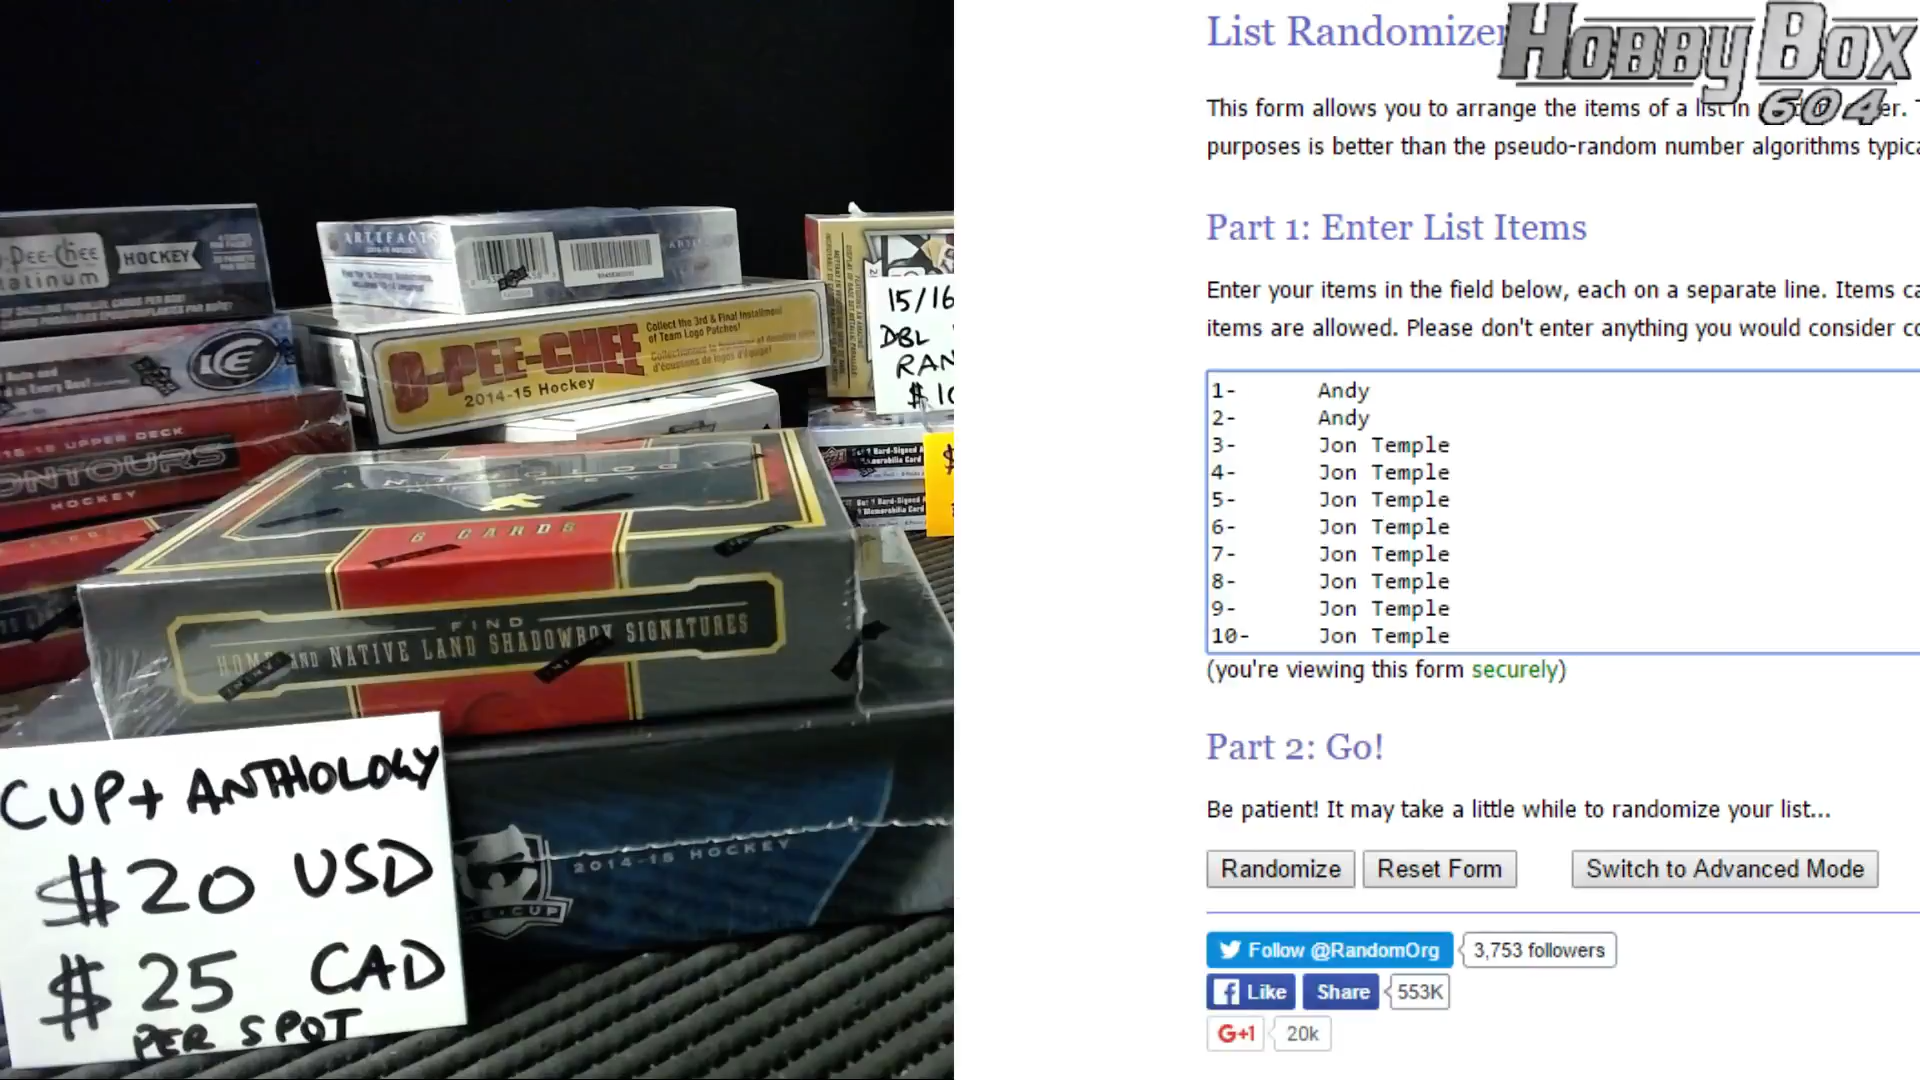 HOCKEY
ARTIFACTS
O-PEE-CHEE
2014-15 Hockey
Collect the 3rd & Final Installment
of Team Logo Patches!
ICE
UPPER DECK
HOCKEY
15/16
DBL
$ 10
6 CARDS
FIND
HOME AND NATIVE LAND SHADOWBOX SIGNATURES
2014-15 HOCKEY
CUP + ANTHOLOGY
$20 USD
$25 CAD
PER SPOT
HOBBY BOX
604
List Randomizer
This form allows you to arrange the items of a list in
purposes is better than the pseudo-random number algorithms
Part 1: Enter List Items
Enter your items in the field below, each on a separate line. Items
items are allowed. Please don't enter anything you would consider
1- Andy
2- Andy
3- Jon Temple
4- Jon Temple
5- Jon Temple
6- Jon Temple
7- Jon Temple
8- Jon Temple
9- Jon Temple
10- Jon Temple
(you're viewing this form securely)
Part 2: Go!
Be patient! It may take a little while to randomize your list...
Randomize Reset Form Switch to Advanced Mode
Follow @RandomOrg 3,753 followers
Like Share 553K
G+1 20k